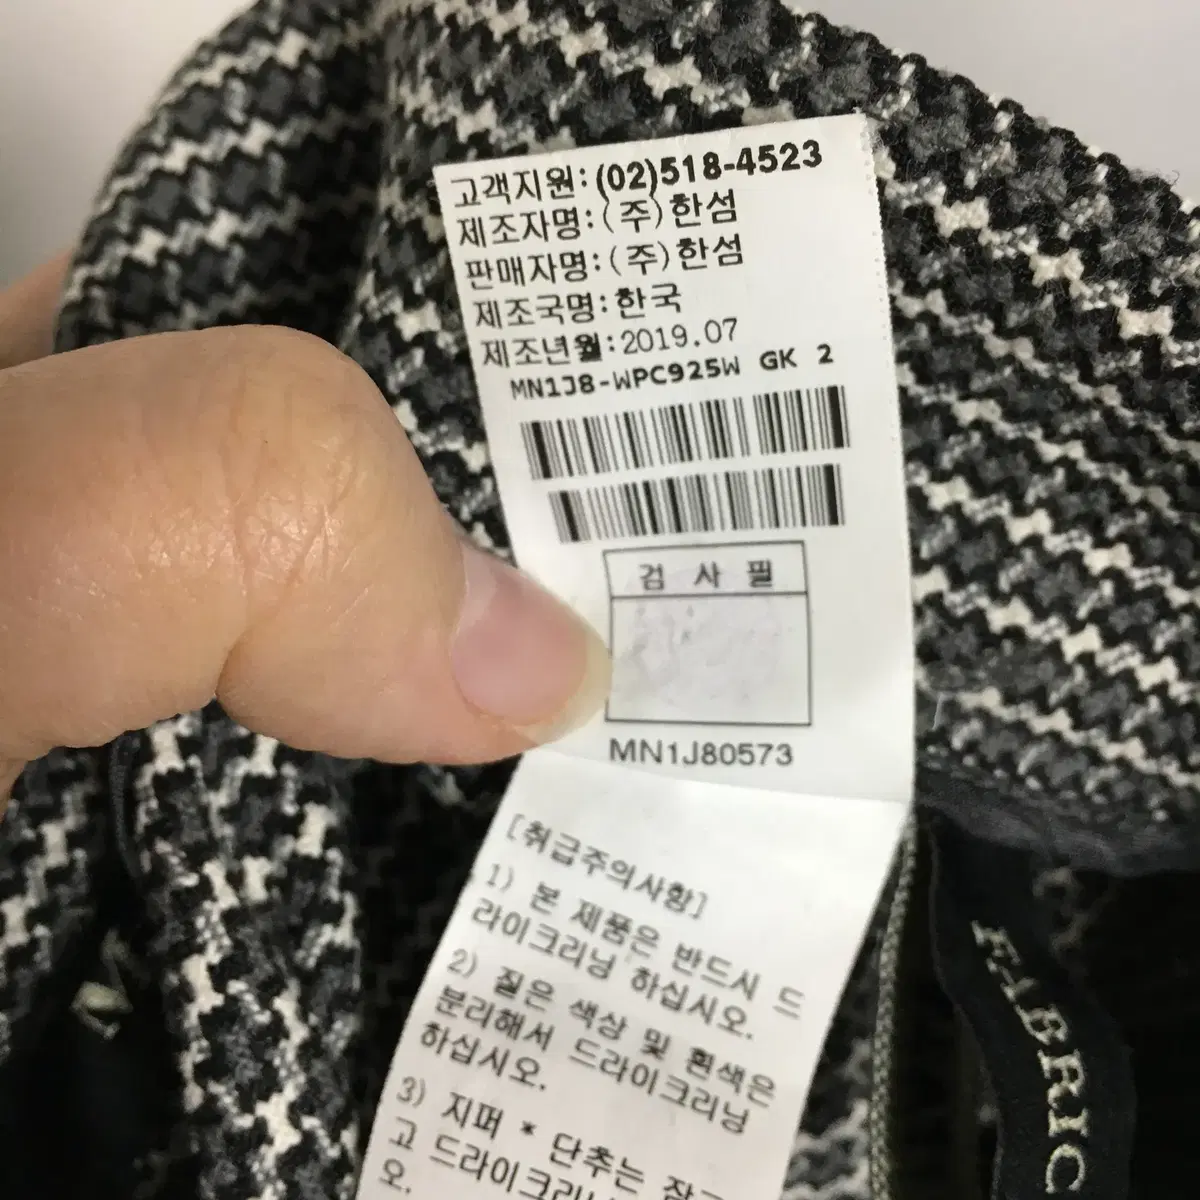 고객지원:(02)518-4523
제조자명:(주)한섬
판매자명:(주)한섬
제조국명:한국
제조년월:2019.07
MN1J8-WPC925W GK 2
검 사 필
MN1J80573
[취급주의사항]
1) 본 제품은 반드시 드
라이크리닝 하십시오.
2) 짙은 색상 및 흰색은
분리해서 드라이크리닝
하십시오.
3) 지퍼 * 단추는 잠그
고 드라이크리닝
오.
FABRIC